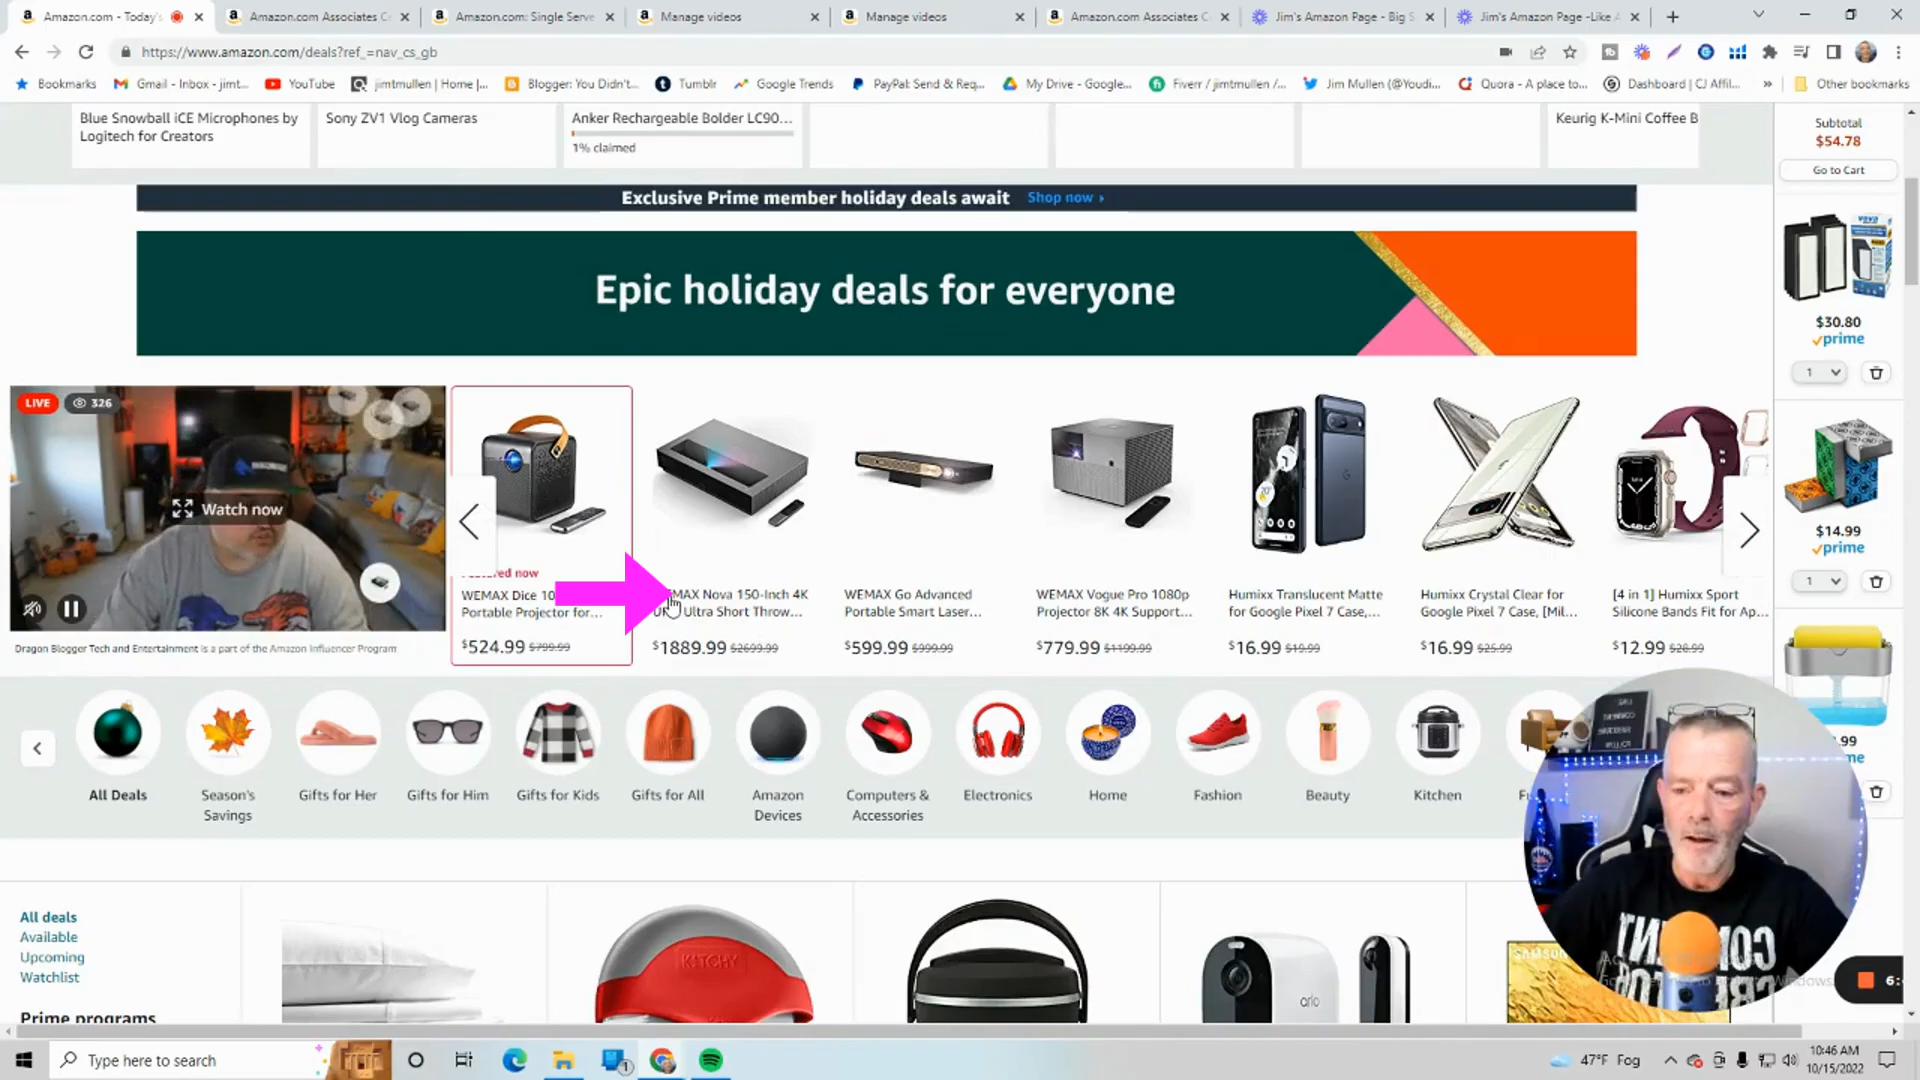 Amazon.com - Today's
Amazon.com Associates C
Amazon.com: Single Serve
Manage videos
Manage videos
Amazon.com Associates Ce
Jim's Amazon Page - Big S
Jim's Amazon Page -Like A
https://www.amazon.com/deals?ref_=nav_cs_gb
Bookmarks
Gmail - Inbox - jimt...
YouTube
jimtmullen | Home |...
Blogger: You Didn't...
Tumblr
Google Trends
PayPal: Send & Req...
My Drive - Google...
Fiverr / jimtmullen /...
Jim Mullen (@Youdi...
Quora - A place to...
Dashboard | CJ Affil...
Other bookmarks
Blue Snowball iCE Microphones by
Logitech for Creators
Sony ZV1 Vlog Cameras
Anker Rechargeable Bolder LC90...
1% claimed
Keurig K-Mini Coffee B
Subtotal
$54.78
Go to Cart
Exclusive Prime member holiday deals await Shop now ›
Epic holiday deals for everyone
$30.80
prime
1
$14.99
prime
1
.99
me
LIVE
326
Watch now
Dragon Blogger Tech and Entertainment is a part of the Amazon Influencer Program
Featured now
WEMAX Dice 10
Portable Projector for...
$524.99 $799.99
EMAX Nova 150-Inch 4K
Ultra Short Throw...
$1889.99 $2699.99
WEMAX Go Advanced
Portable Smart Laser...
$599.99 $999.99
WEMAX Vogue Pro 1080p
Projector 8K 4K Support...
$779.99 $1199.99
Humixx Translucent Matte
for Google Pixel 7 Case,...
$16.99 $19.99
Humixx Crystal Clear for
Google Pixel 7 Case, [Mil...
$16.99 $25.99
[4 in 1] Humixx Sport
Silicone Bands Fit for Ap...
$12.99 $28.99
All Deals
Season's
Savings
Gifts for Her
Gifts for Him
Gifts for Kids
Gifts for All
Amazon
Devices
Computers &
Accessories
Electronics
Home
Fashion
Beauty
Kitchen
Fu
All deals
Available
Upcoming
Watchlist
Prime programs
KATCHY
arlo
SAMSUNG
6:
Type here to search
1
47°F Fog
10:46 AM
10/15/2022